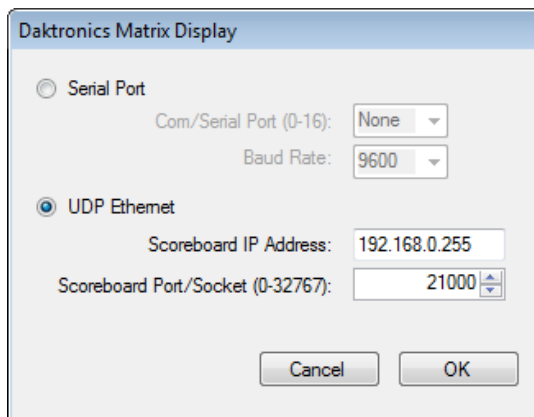 Daktronics Matrix Display
Serial Port
Com/Serial Port (0-16): None
Baud Rate: 9600
UDP Ethernet
Scoreboard IP Address: 192.168.0.255
Scoreboard Port/Socket (0-32767): 21000
Cancel OK